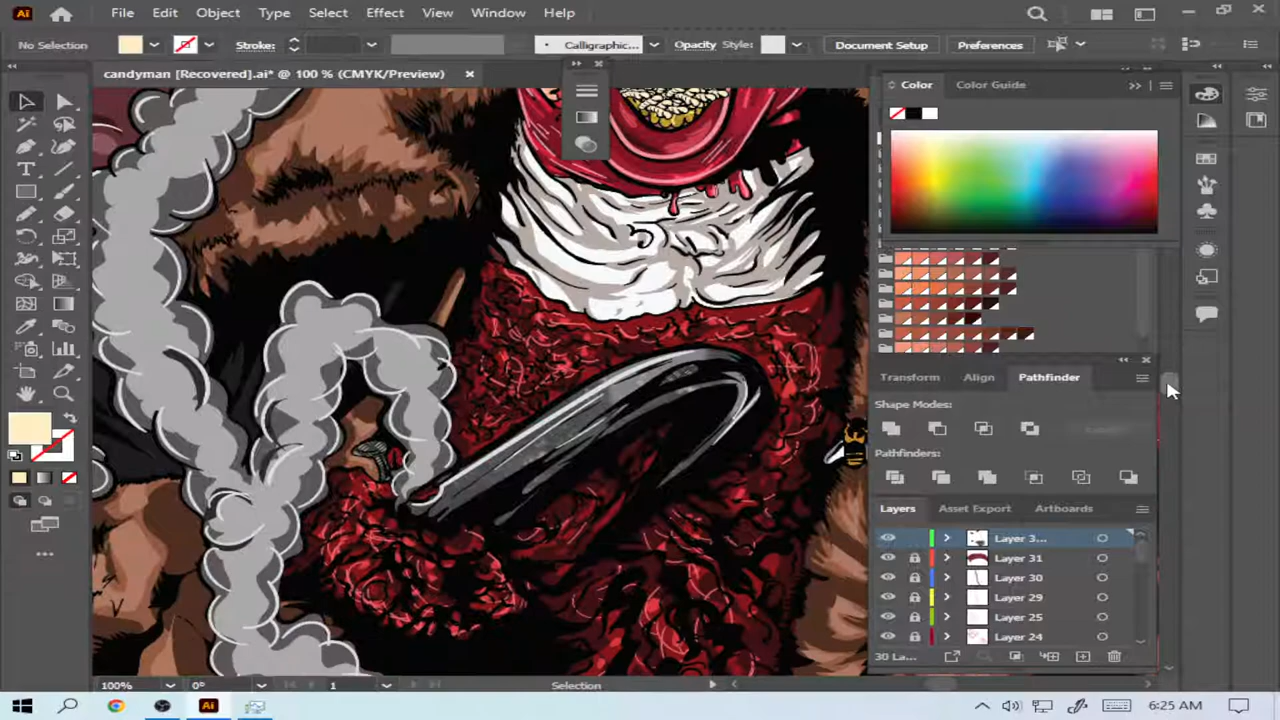 Ai File Edit Object Type Select Effect View Window Help
No Selection Stroke: Calligraphic... Opacity Style: Document Setup Preferences
candyman [Recovered].ai* @ 100 % (CMYK/Preview)
Color Color Guide
Transform Align Pathfinder
Shape Modes:
Pathfinders:
Layers Asset Export Artboards
Layer 3...
Layer 31
Layer 30
Layer 29
Layer 25
Layer 24
30 La...
100% 0° 1 Selection
Ai 6:25 AM